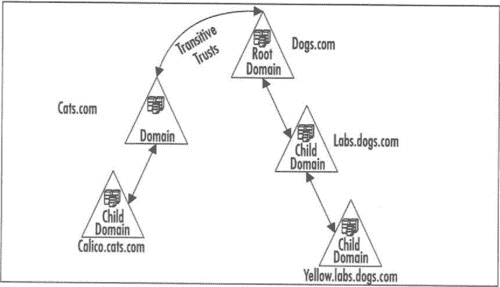 Transitive
Trusts
Dogs.com
Root
Domain
Cats.com
Domain
Child
Domain
Labs.dogs.com
Child
Domain
Calico.cats.com
Child
Domain
Yellow.labs.dogs.com